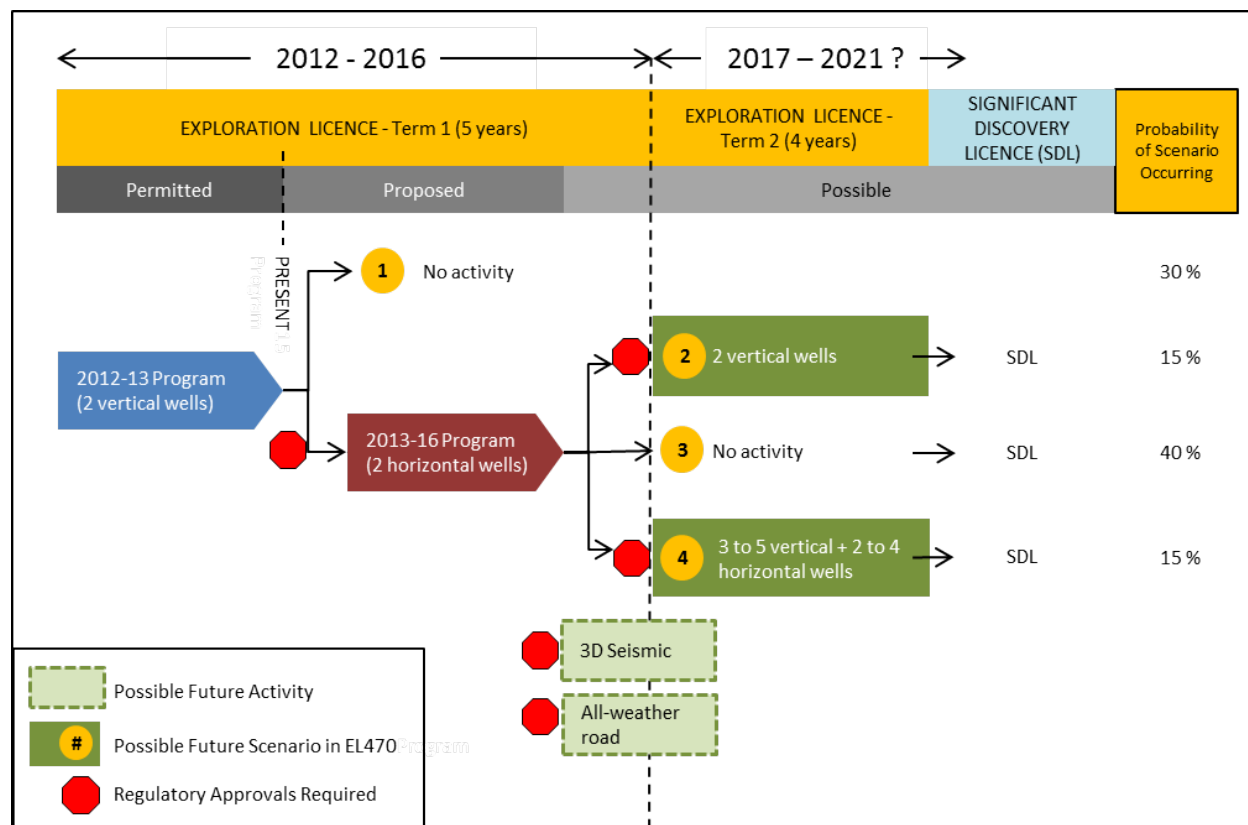 2012 - 2016
2017 – 2021 ?
EXPLORATION LICENCE - Term 1 (5 years)
EXPLORATION LICENCE -
Term 2 (4 years)
SIGNIFICANT
DISCOVERY
LICENCE (SDL)
Probability
of Scenario
Occurring
Permitted
Proposed
Possible
PRESENT
Program
1
No activity
30 %
2012-13 Program
(2 vertical wells)
2
2 vertical wells
SDL
15 %
2013-16 Program
(2 horizontal wells)
3
No activity
SDL
40 %
4
3 to 5 vertical + 2 to 4
horizontal wells
SDL
15 %
3D Seismic
All-weather
road
Possible Future Activity
#
Possible Future Scenario in EL470 Program
Regulatory Approvals Required